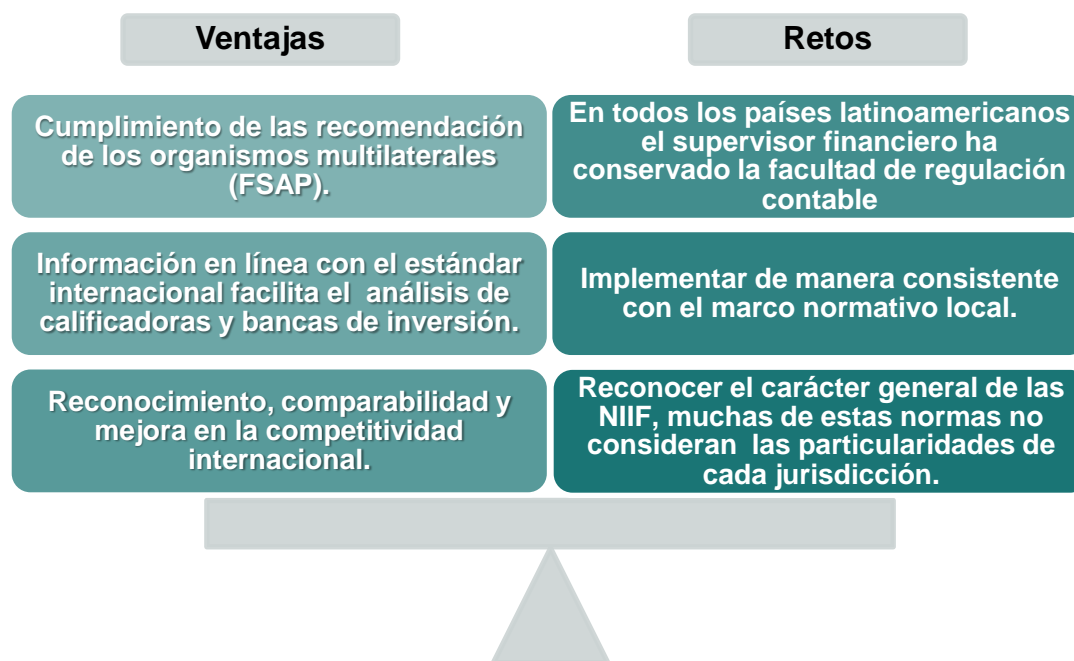 Ventajas
Retos
Cumplimiento de las recomendación
de los organismos multilaterales
(FSAP).
En todos los países latinoamericanos
el supervisor financiero ha
conservado la facultad de regulación
contable
Información en línea con el estándar
internacional facilita el análisis de
calificadoras y bancas de inversión.
Implementar de manera consistente
con el marco normativo local.
Reconocimiento, comparabilidad y
mejora en la competitividad
internacional.
Reconocer el carácter general de las
NIIF, muchas de estas normas no
consideran las particularidades de
cada jurisdicción.